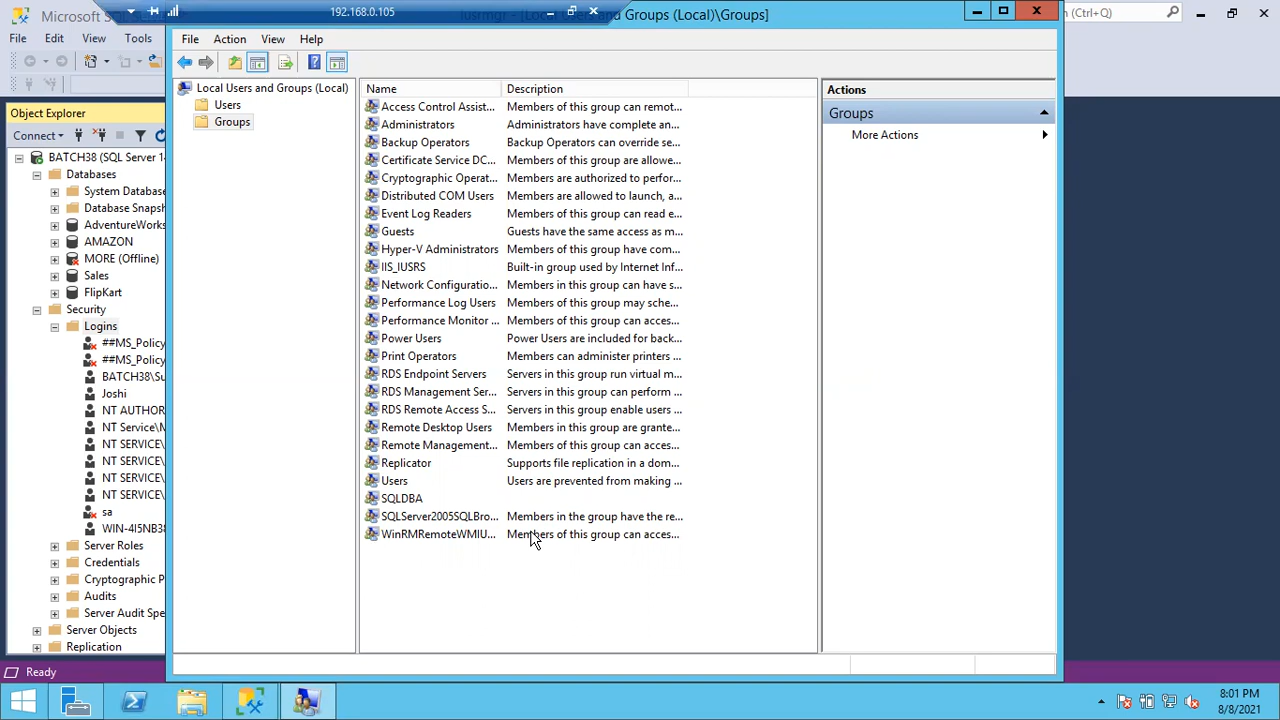 Microsoft SQL Se
192.168.0.105
lusrmgr - [Local Users and Groups (Local)\Groups]
(Ctrl+Q)
File Edit View Tools
File Action View Help
Object Explorer
Connect
BATCH38 (SQL Server 14
Databases
System Database
Database Snapsh
AdventureWorks
AMAZON
MORE (Offline)
Sales
FlipKart
Security
Logins
##MS_Policy
##MS_Policy
BATCH38\Su
Joshi
NT AUTHOR
NT Service\M
NT SERVICE\
NT SERVICE\
NT SERVICE\
NT SERVICE\
sa
WIN-4I5NB38
Server Roles
Credentials
Cryptographic P
Audits
Server Audit Spe
Server Objects
Replication
Ready
Local Users and Groups (Local)
Users
Groups
Name Description
Access Control Assist... Members of this group can remot...
Administrators Administrators have complete an...
Backup Operators Backup Operators can override se...
Certificate Service DC... Members of this group are allowe...
Cryptographic Operat... Members are authorized to perfor...
Distributed COM Users Members are allowed to launch, a...
Event Log Readers Members of this group can read e...
Guests Guests have the same access as m...
Hyper-V Administrators Members of this group have com...
IIS_IUSRS Built-in group used by Internet Inf...
Network Configuratio... Members in this group can have s...
Performance Log Users Members of this group may sche...
Performance Monitor ... Members of this group can acces...
Power Users Power Users are included for back...
Print Operators Members can administer printers ...
RDS Endpoint Servers Servers in this group run virtual m...
RDS Management Ser... Servers in this group can perform ...
RDS Remote Access S... Servers in this group enable users ...
Remote Desktop Users Members in this group are grante...
Remote Management... Members of this group can acces...
Replicator Supports file replication in a dom...
Users Users are prevented from making ...
SQLDBA
SQLServer2005SQLBro... Members in the group have the re...
WinRMRemoteWMIU... Members of this group can acces...
Actions
Groups
More Actions
8:01 PM
8/8/2021